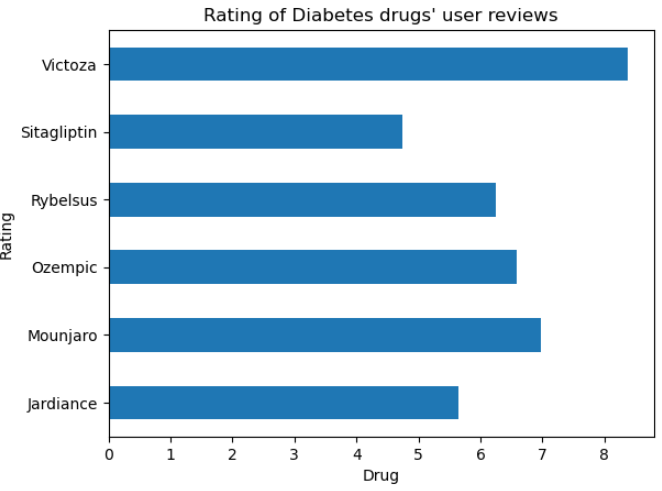 Rating of Diabetes drugs' user reviews
Victoza
Sitagliptin
Rybelsus
Ozempic
Mounjaro
Jardiance
Rating
0 1 2 3 4 5 6 7 8
Drug